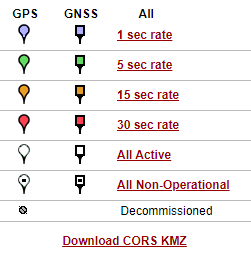 GPS GNSS All
1 sec rate
5 sec rate
15 sec rate
30 sec rate
All Active
All Non-Operational
Decommissioned
Download CORS KMZ